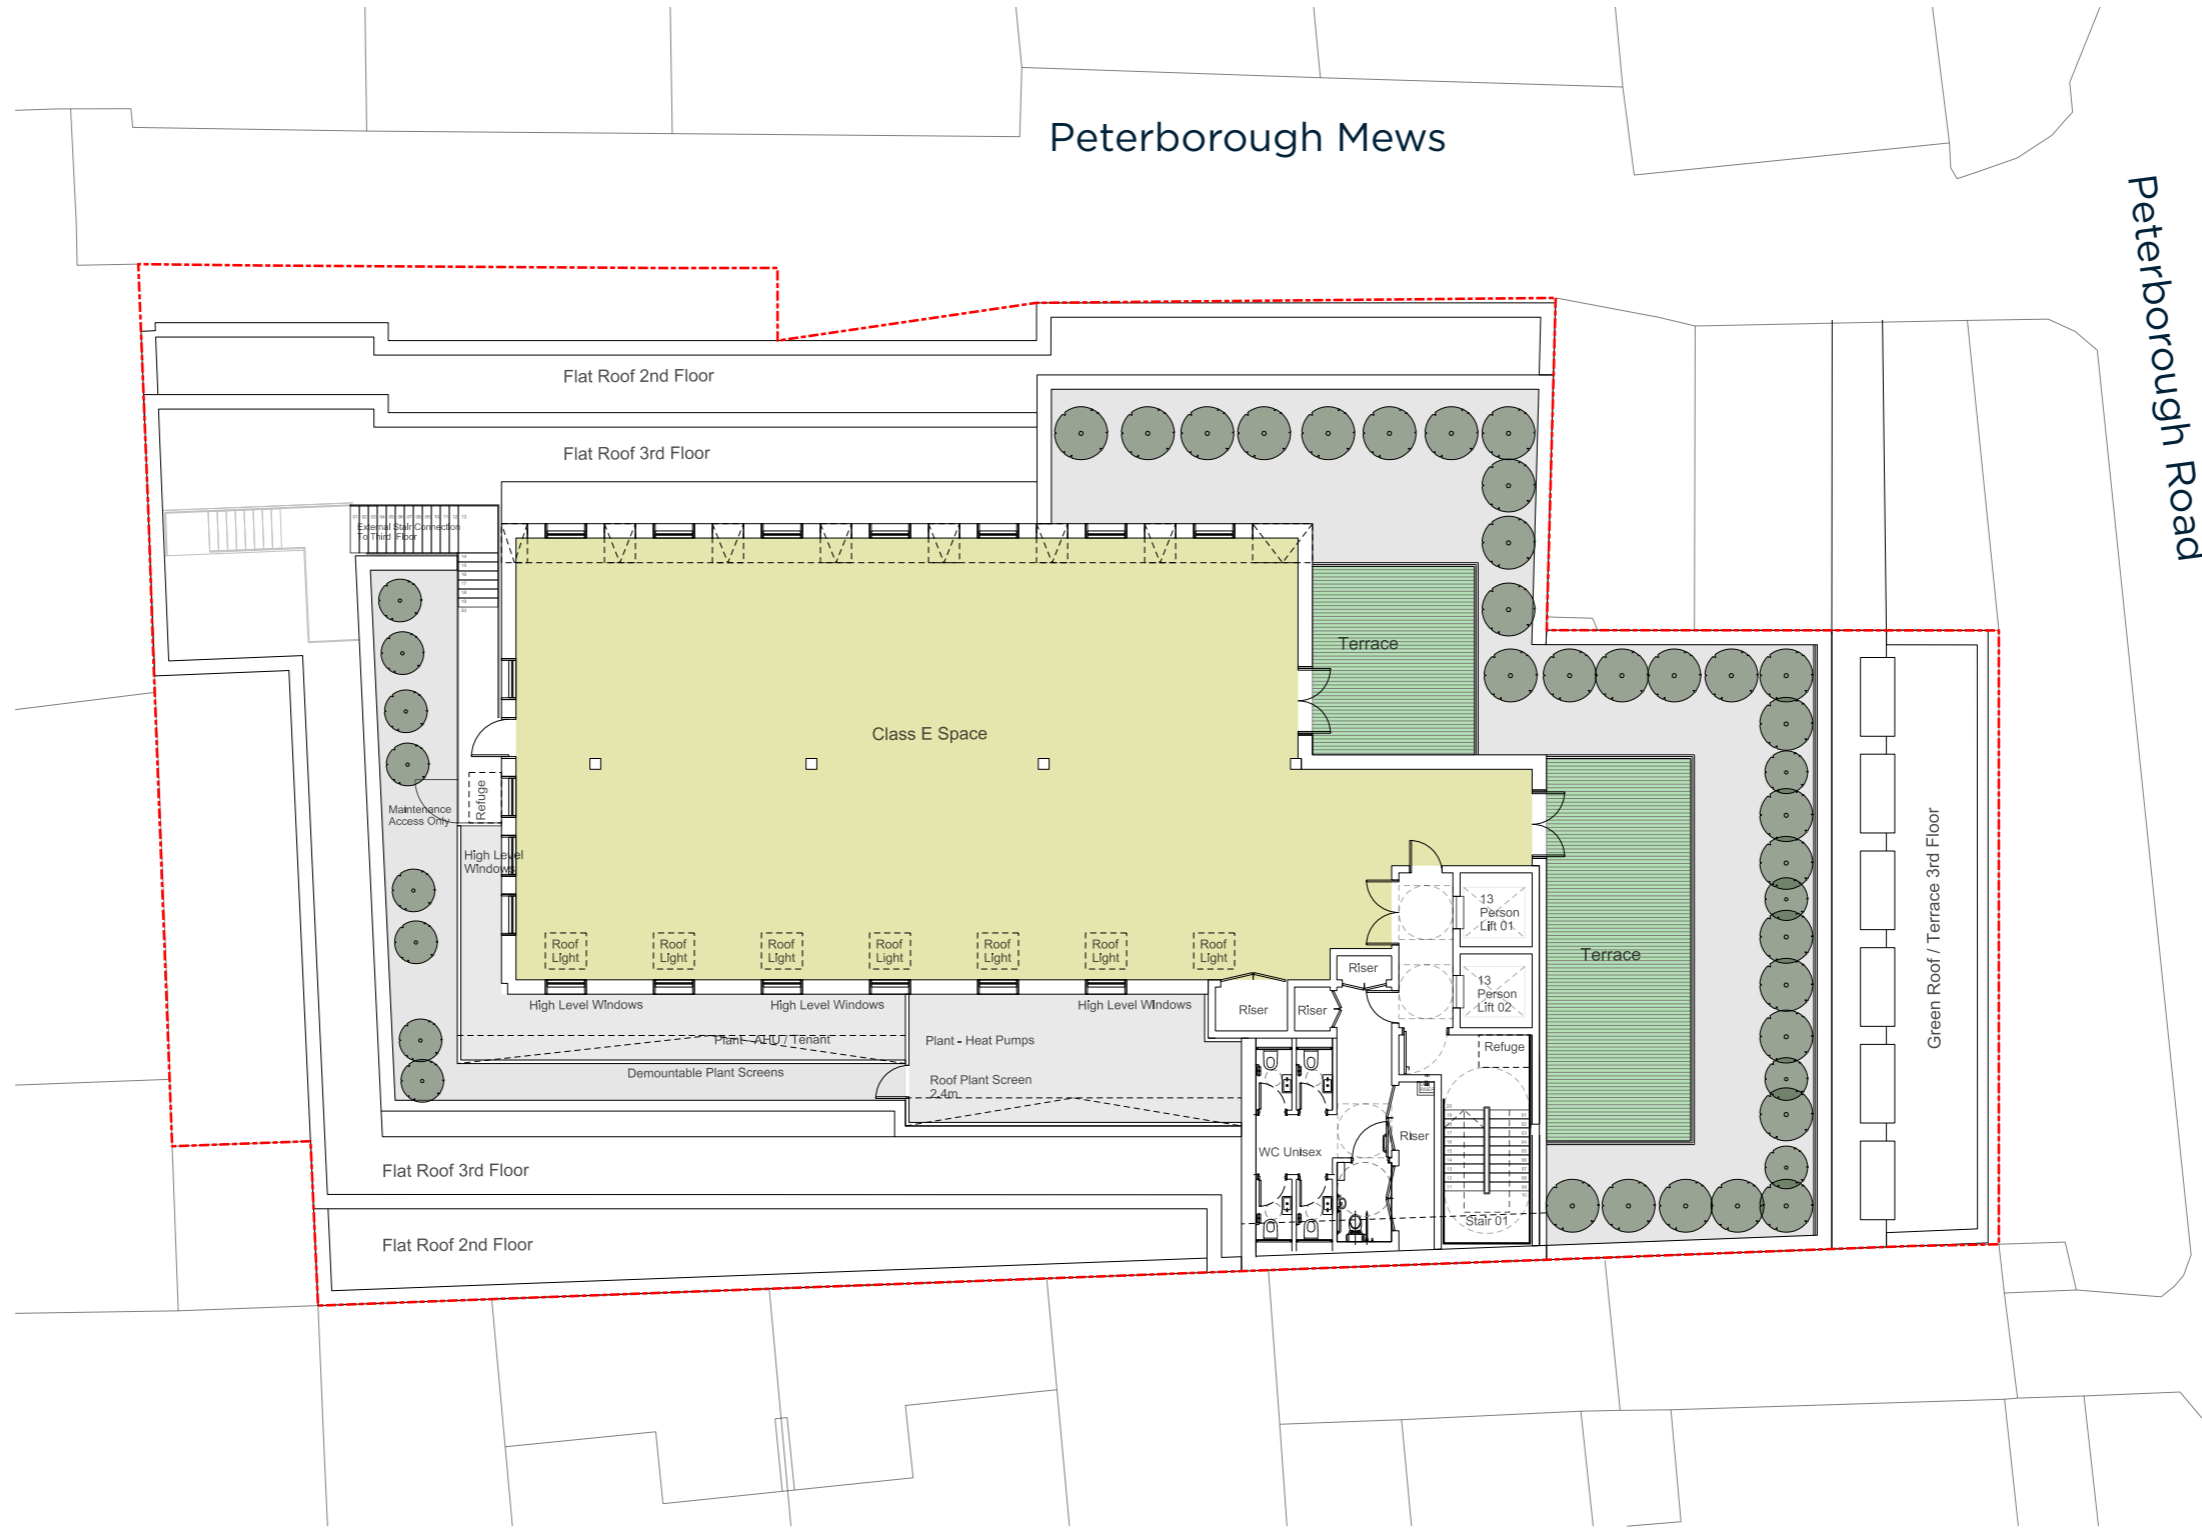 Peterborough Mews
Peterborough Road
Flat Roof 2nd Floor
Flat Roof 3rd Floor
External Stair Connection
To Third Floor
Terrace
Class E Space
Refuge
Maintenance
Access Only
High Level
Windows
13
Person
Lift 01
Green Roof / Terrace 3rd Floor
Roof
Light
Roof
Light
Roof
Light
Roof
Light
Roof
Light
Roof
Light
Roof
Light
Terrace
Riser
13
Person
Lift 02
High Level Windows
High Level Windows
High Level Windows
Riser
Riser
Plant - AHU / Tenant
Plant - Heat Pumps
Refuge
Demountable Plant Screens
Roof Plant Screen
2.4m
Riser
WC Unisex
Flat Roof 3rd Floor
Stair 01
Flat Roof 2nd Floor